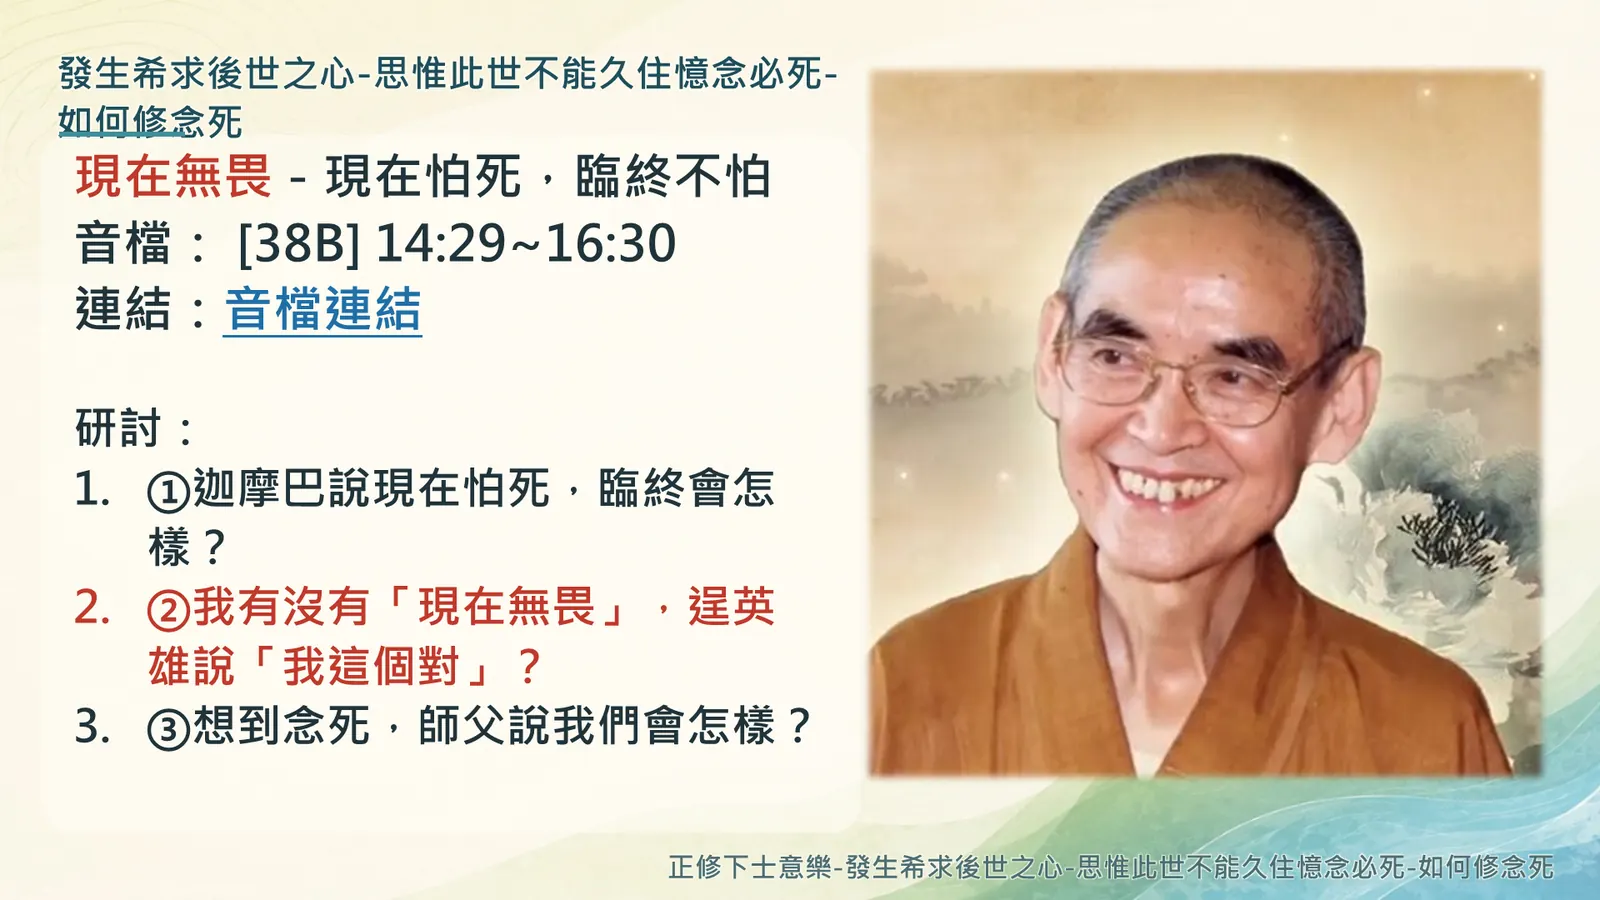 發生希求後世之心-思惟此世不能久住憶念必死-
如何修念死
現在無畏 - 現在怕死，臨終不怕
音檔： [38B] 14:29~16:30
連結：音檔連結
研討：
1. ①迦摩巴說現在怕死，臨終會怎
樣？
2. ②我有沒有「現在無畏」，逞英
雄說「我這個對」？
3. ③想到念死，師父說我們會怎樣？
正修下士意樂-發生希求後世之心-思惟此世不能久住憶念必死-如何修念死